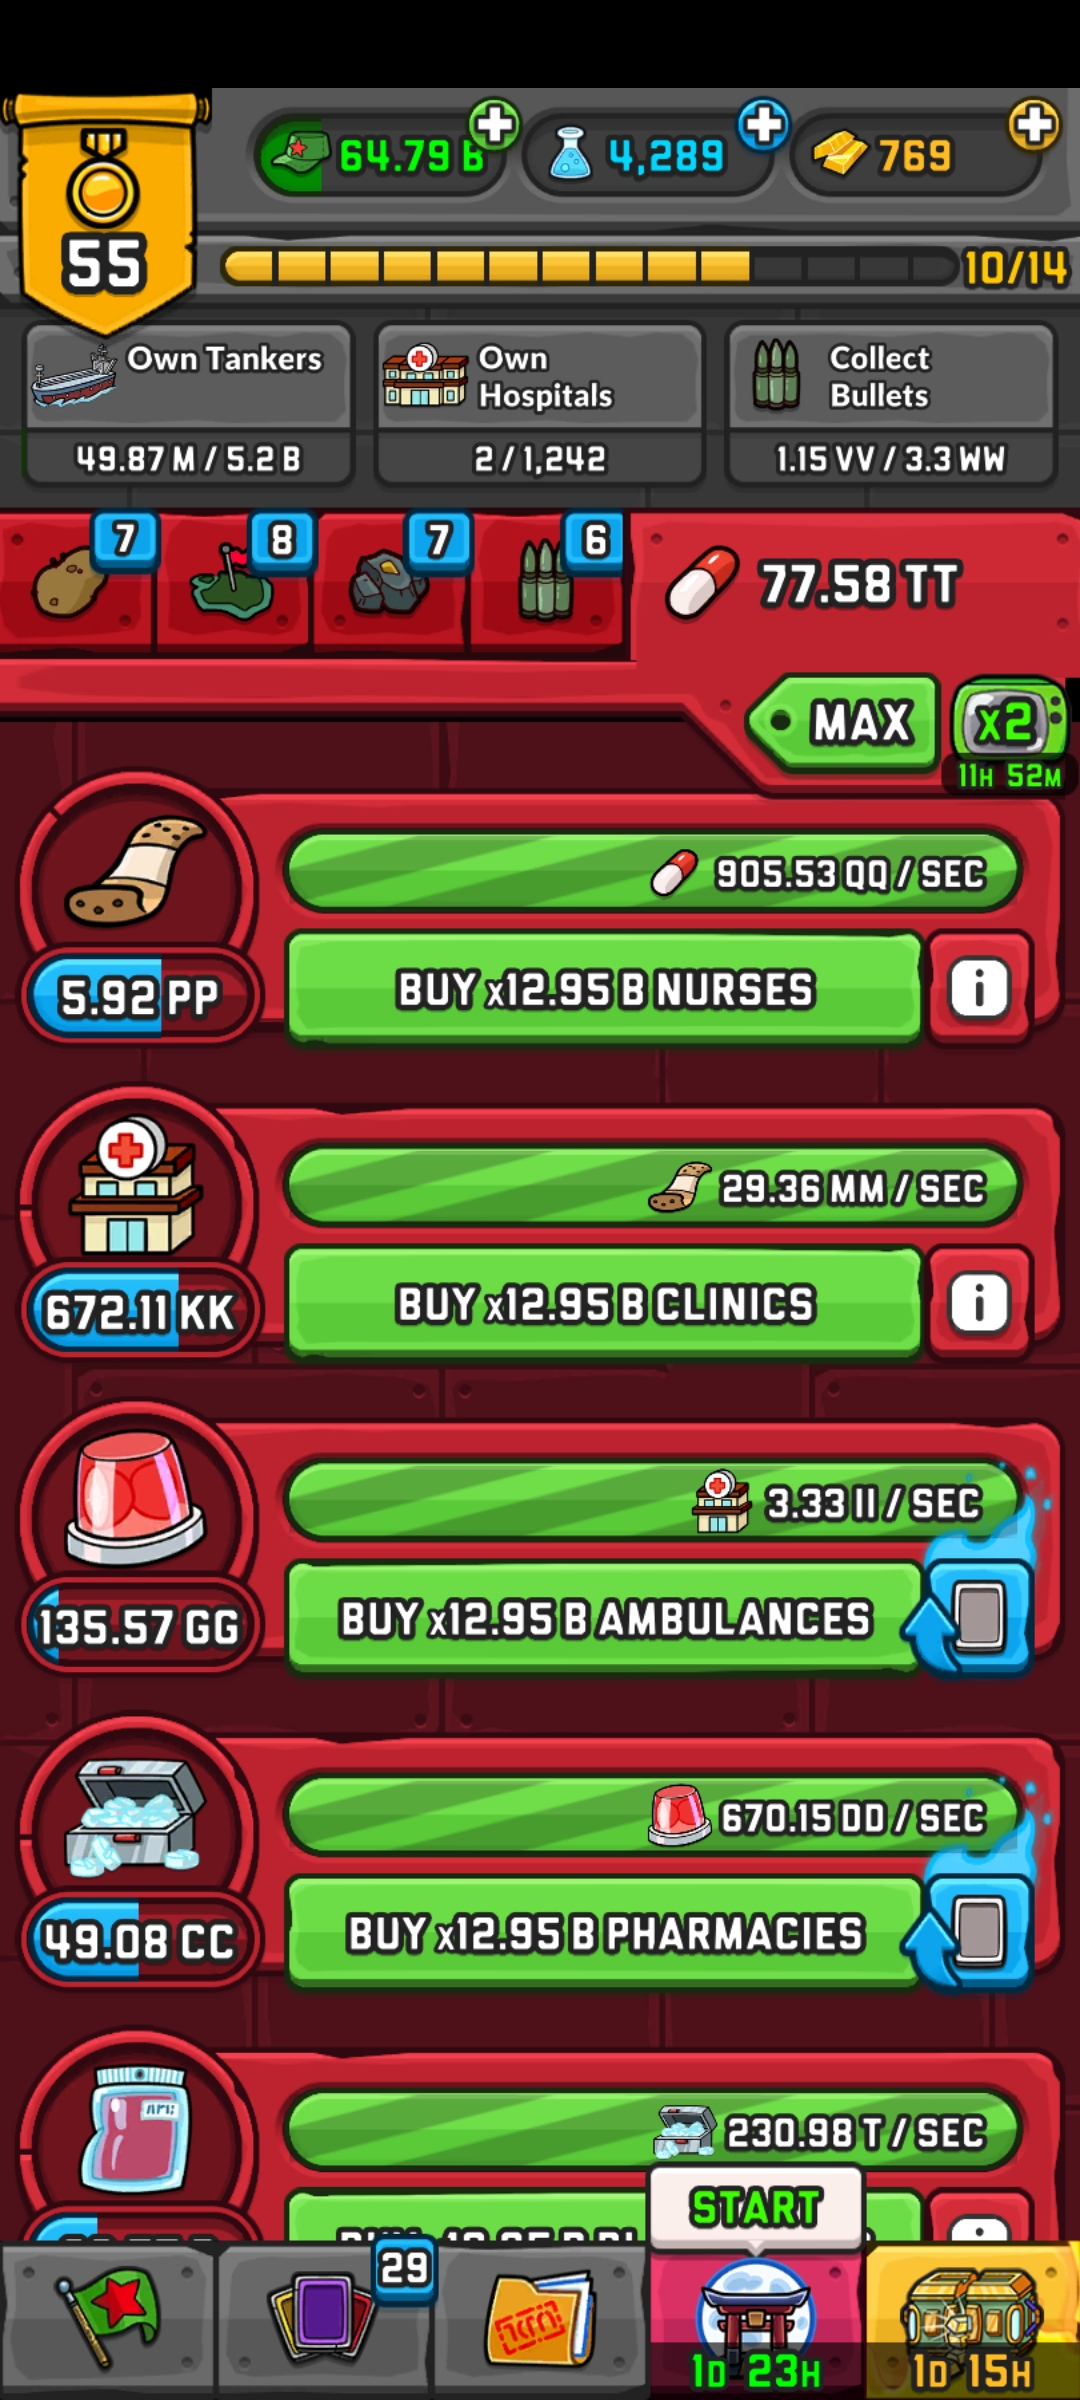 64.79 B
4,289
769
55
10/14
Own Tankers
49.87 M / 5.2 B
Own
Hospitals
2 / 1,242
Collect
Bullets
1.15 VV / 3.3 WW
7
8
7
6
77.58 TT
MAX
x2
11H 52M
905.53 QQ / SEC
5.92 PP
BUY x12.95 B NURSES
i
29.36 MM / SEC
672.11 KK
BUY x12.95 B CLINICS
i
3.33 II / SEC
135.57 GG
BUY x12.95 B AMBULANCES
670.15 DD / SEC
49.08 CC
BUY x12.95 B PHARMACIES
230.98 T / SEC
START
29
1D 23H
1D 15H